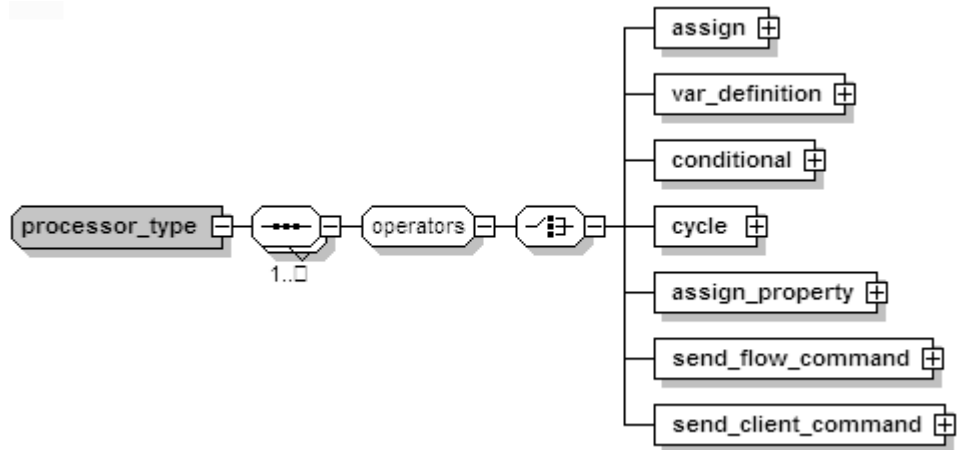 assign
var_definition
conditional
processor_type
operators
cycle
1..□
assign_property
send_flow_command
send_client_command